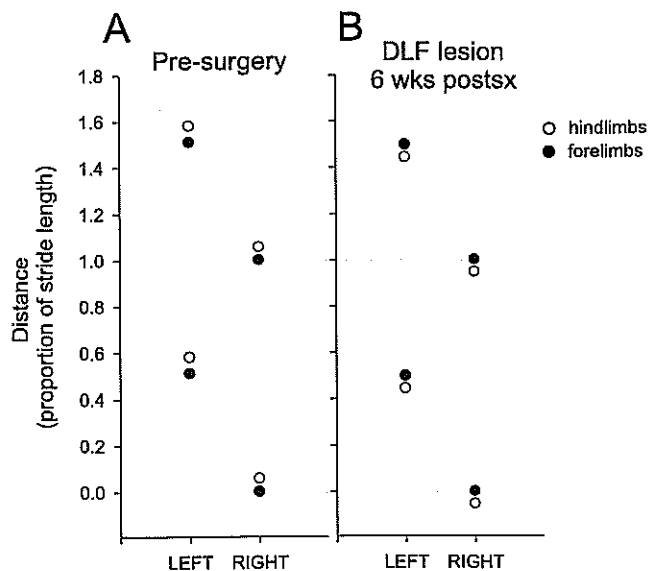 A
Pre-surgery
B
DLF lesion
6 wks postsx
hindlimbs
forelimbs
Distance
(proportion of stride length)
1.8
1.6
1.4
1.2
1.0
0.8
0.6
0.4
0.2
0.0
LEFT RIGHT
LEFT RIGHT